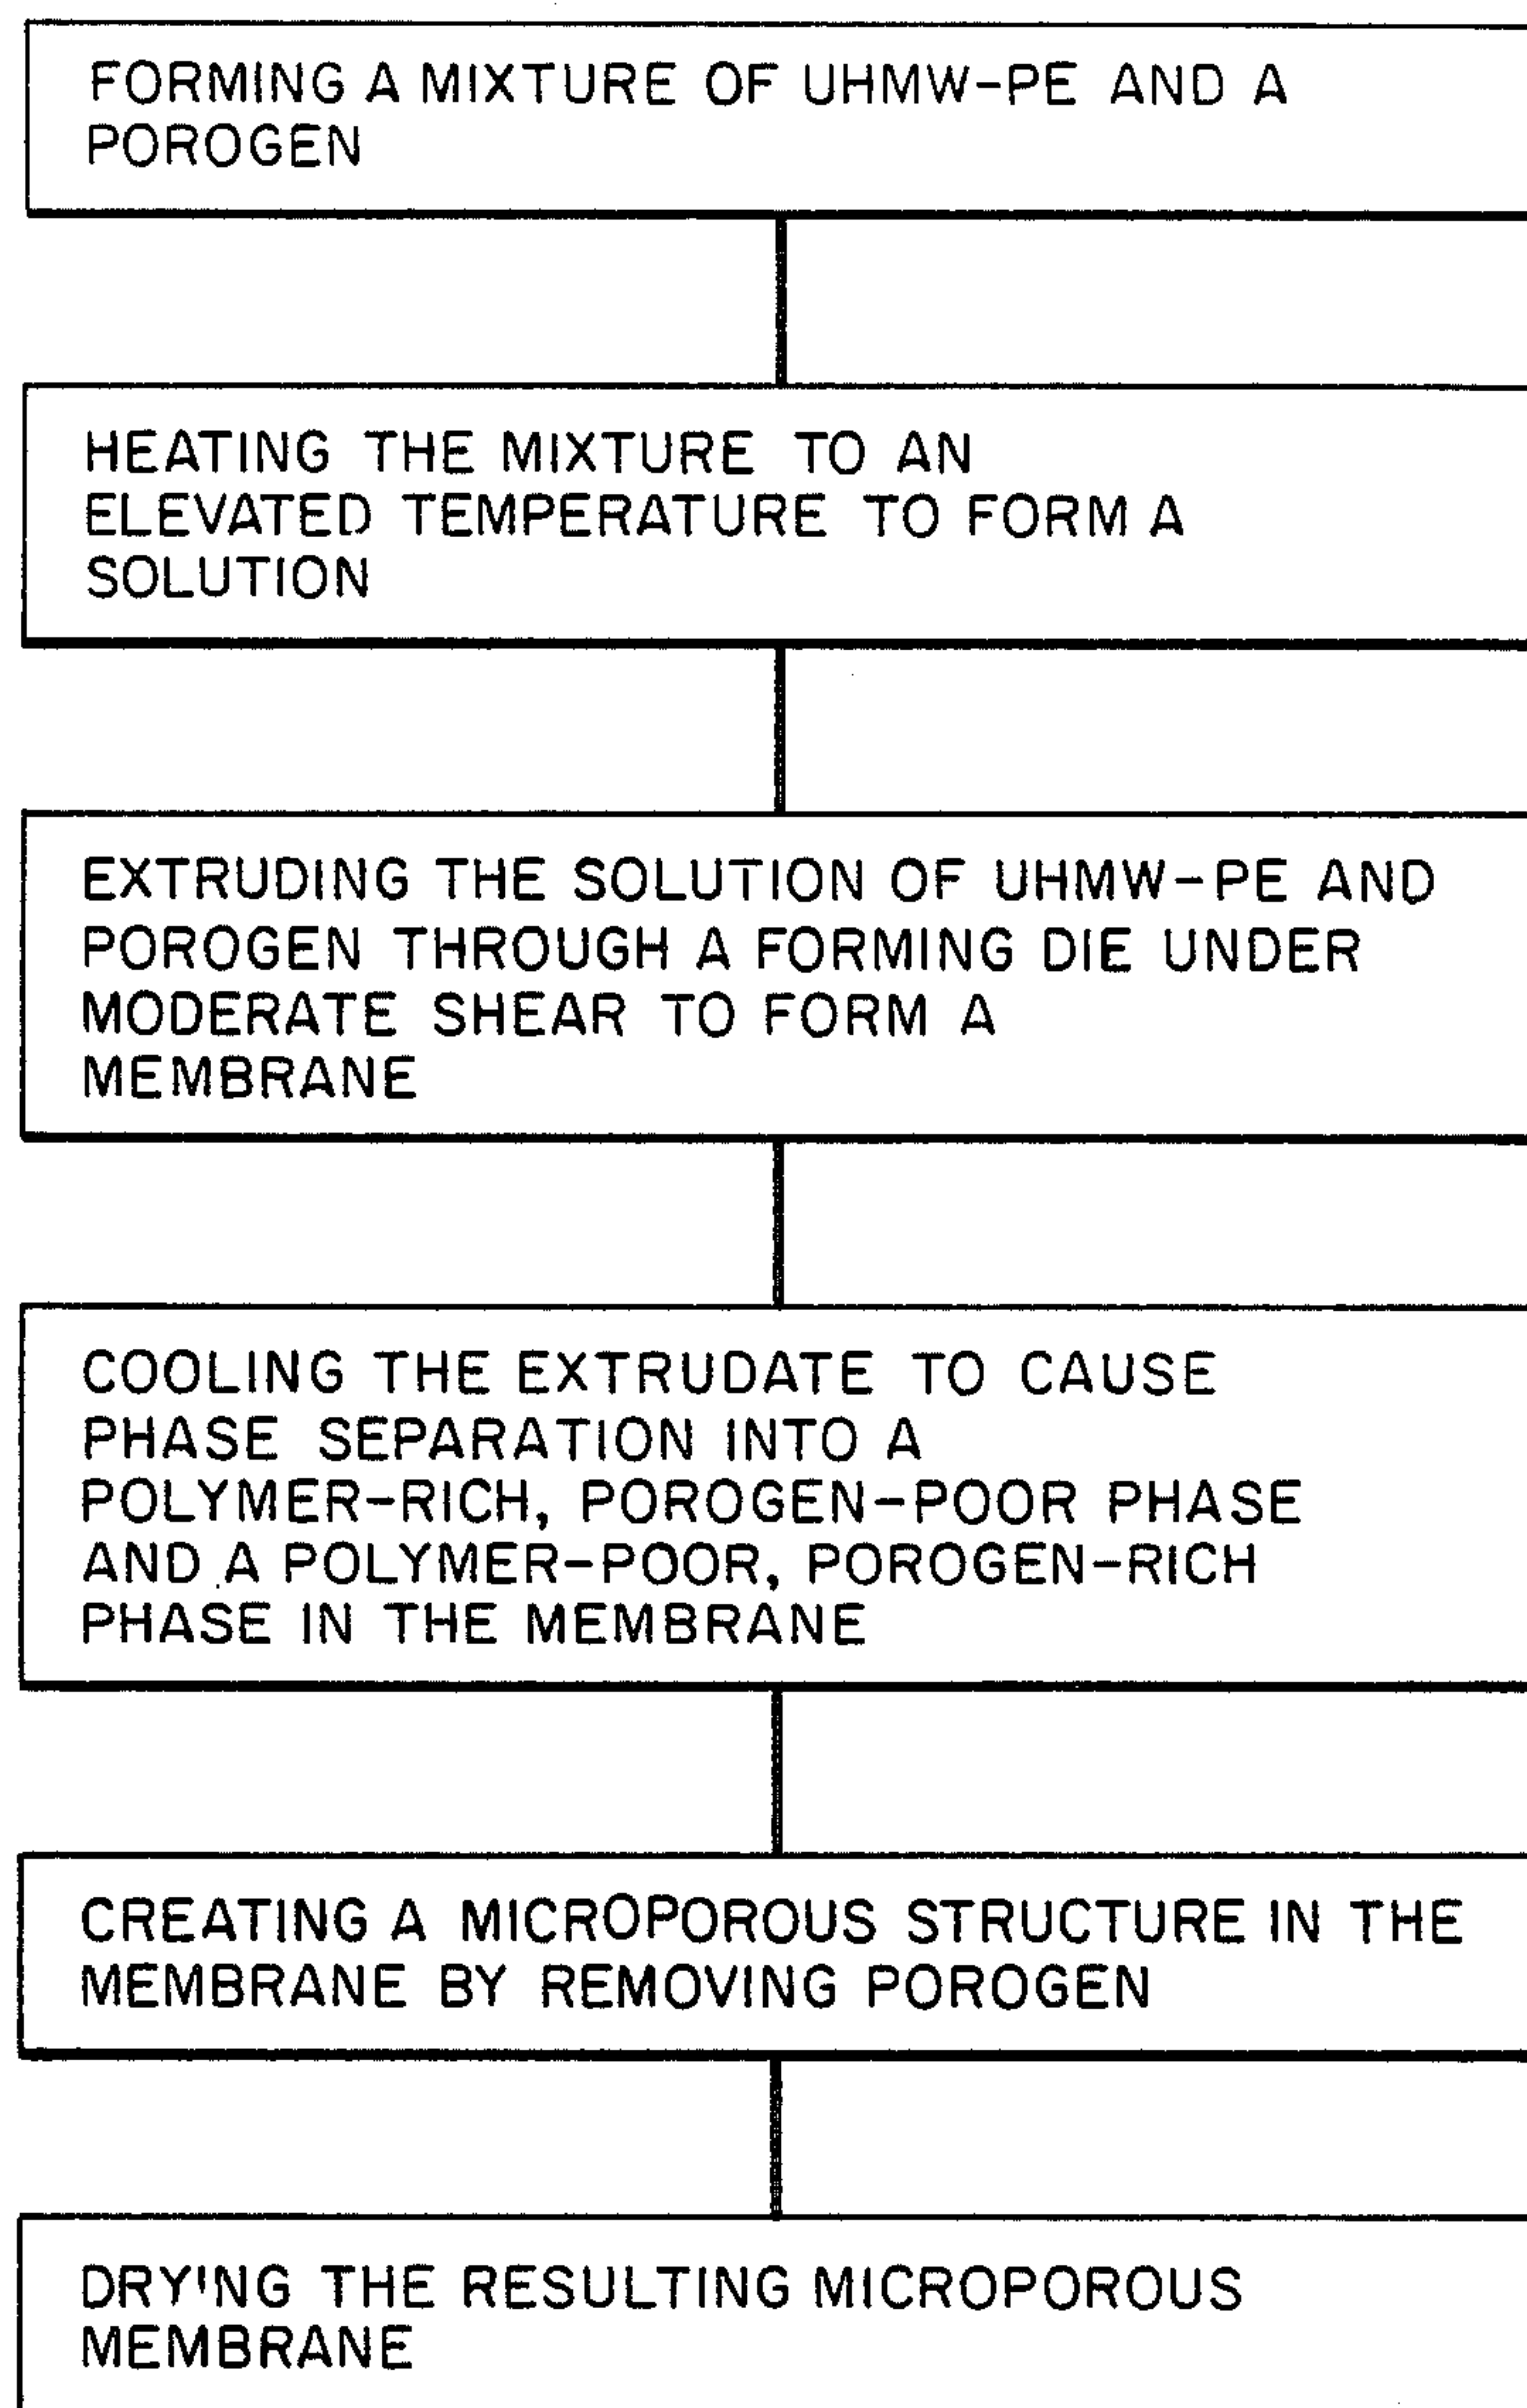 FORMING A MIXTURE OF UHMW-PE AND A
POROGEN
HEATING THE MIXTURE TO AN
ELEVATED TEMPERATURE TO FORM A
SOLUTION
EXTRUDING THE SOLUTION OF UHMW-PE AND
POROGEN THROUGH A FORMING DIE UNDER
MODERATE SHEAR TO FORM A
MEMBRANE
COOLING THE EXTRUDATE TO CAUSE
PHASE SEPARATION INTO A
POLYMER-RICH, POROGEN-POOR PHASE
AND A POLYMER-POOR, POROGEN-RICH
PHASE IN THE MEMBRANE
CREATING A MICROPOROUS STRUCTURE IN THE
MEMBRANE BY REMOVING POROGEN
DRYING THE RESULTING MICROPOROUS
MEMBRANE